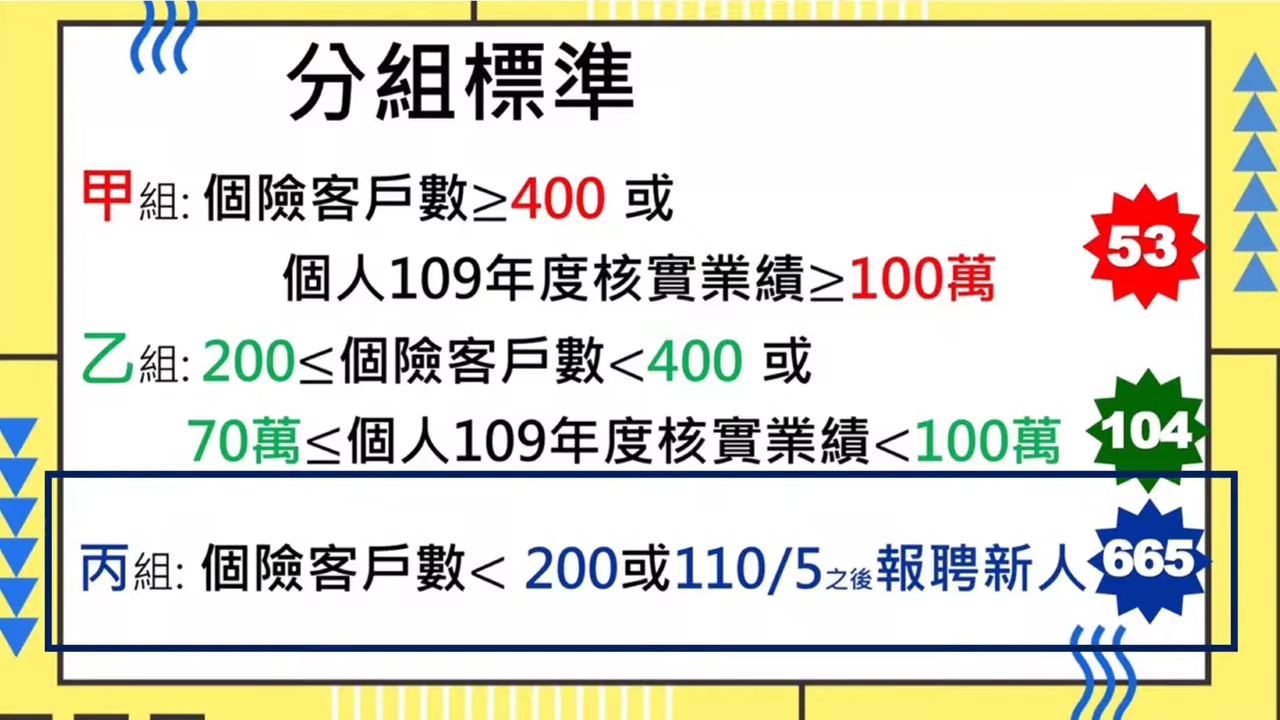 分組標準
甲組: 個險客戶數≥400 或
個人109年度核實業績≥100萬
53
乙組: 200≤個險客戶數<400 或
70萬≤個人109年度核實業績<100萬
104
丙組: 個險客戶數< 200或110/5之後報聘新人
665